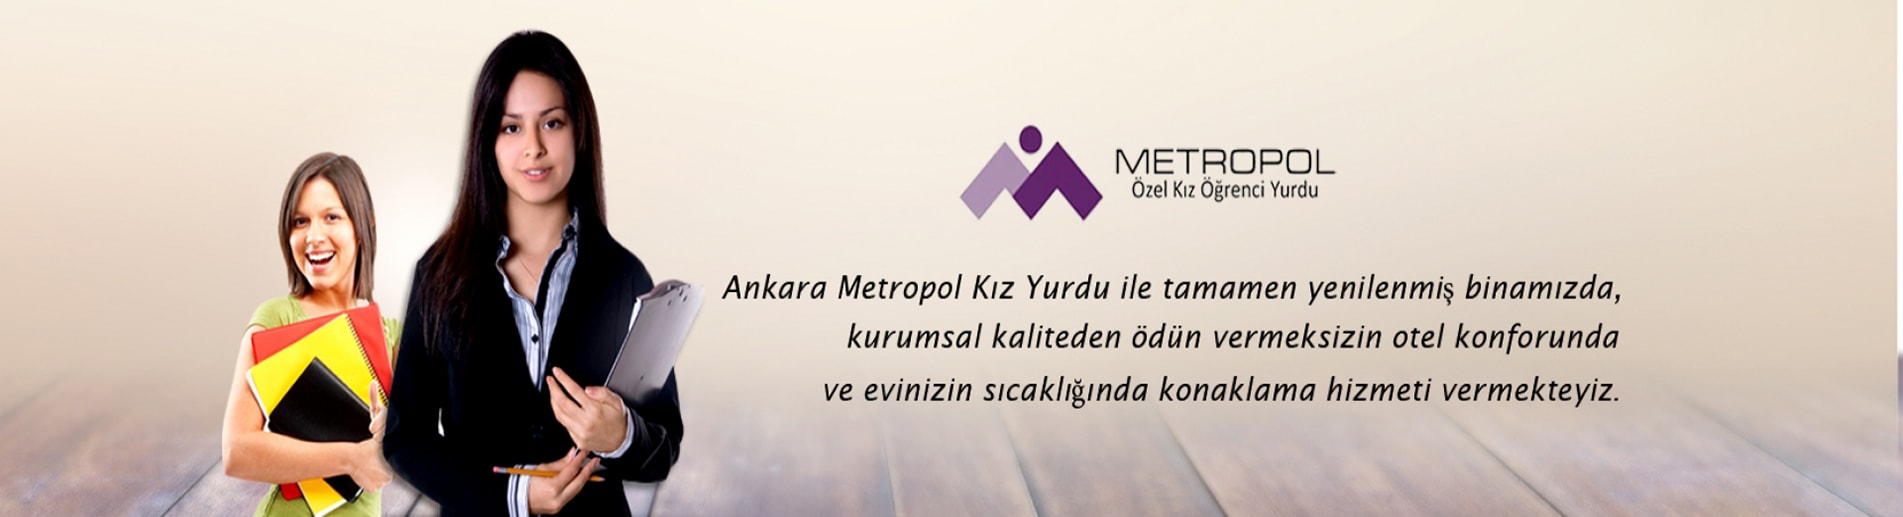 METROPOL
Özel Kız Öğrenci Yurdu
Ankara Metropol Kız Yurdu ile tamamen yenilenmiş binamızda,
kurumsal kaliteden ödün vermeksizin otel konforunda
ve evinizin sıcaklığında konaklama hizmeti vermekteyiz.